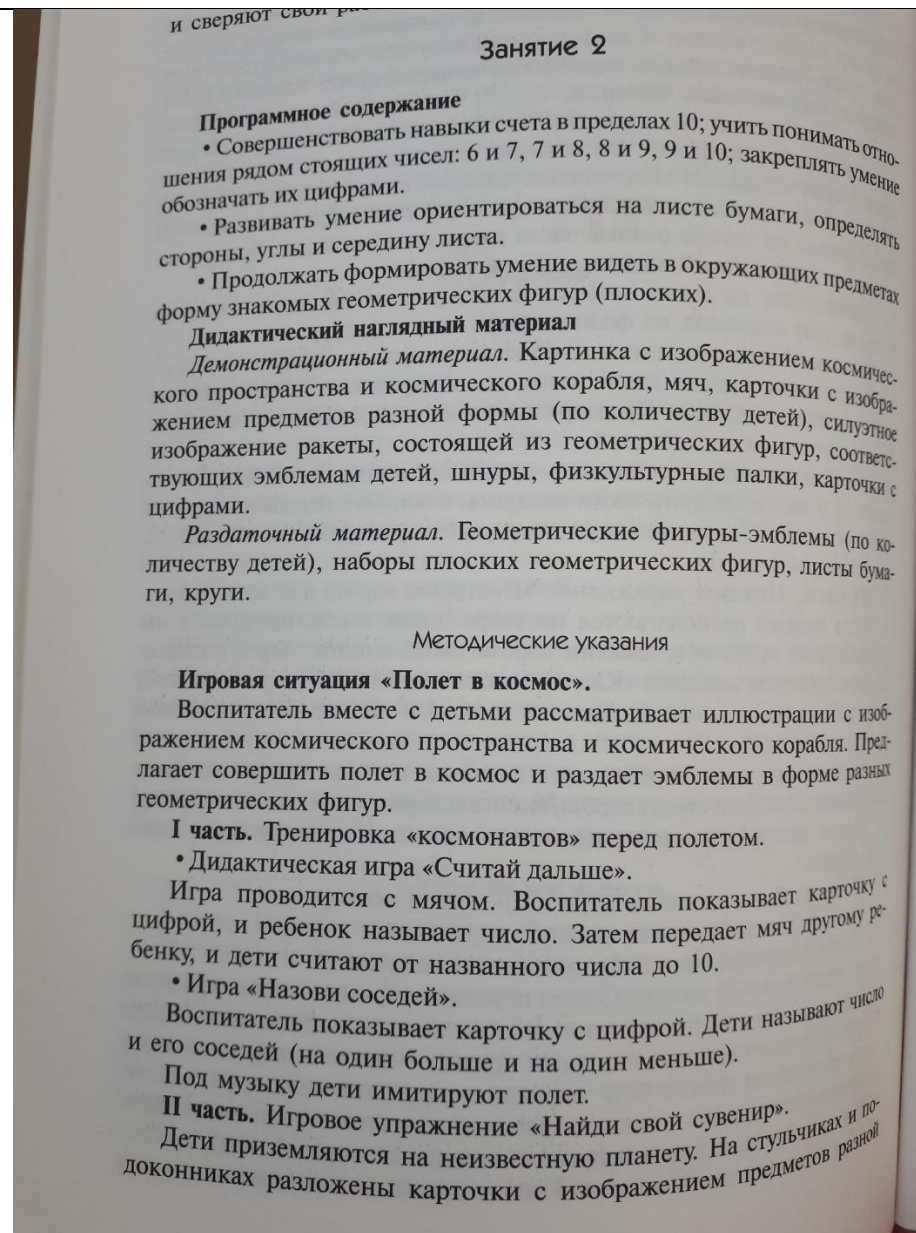 и сверяют свои
Занятие 2
Программное содержание
• Совершенствовать навыки счета в пределах 10; учить понимать отно-
шения рядом стоящих чисел: 6 и 7, 7 и 8, 8 и 9, 9 и 10; закреплять умение
обозначать их цифрами.
• Развивать умение ориентироваться на листе бумаги, определять
стороны, углы и середину листа.
• Продолжать формировать умение видеть в окружающих предметах
форму знакомых геометрических фигур (плоских).
Дидактический наглядный материал
Демонстрационный материал. Картинка с изображением космичес-
кого пространства и космического корабля, мяч, карточки с изобра-
жением предметов разной формы (по количеству детей), силуэтное
изображение ракеты, состоящей из геометрических фигур, соответс-
твующих эмблемам детей, шнуры, физкультурные палки, карточки с
цифрами.
Раздаточный материал. Геометрические фигуры-эмблемы (по ко-
личеству детей), наборы плоских геометрических фигур, листы бума-
ги, круги.
Методические указания
Игровая ситуация «Полет в космос».
Воспитатель вместе с детьми рассматривает иллюстрации с изоб-
ражением космического пространства и космического корабля. Пред-
лагает совершить полет в космос и раздает эмблемы в форме разных
геометрических фигур.
I часть. Тренировка «космонавтов» перед полетом.
• Дидактическая игра «Считай дальше».
Игра проводится с мячом. Воспитатель показывает карточку с
цифрой, и ребенок называет число. Затем передает мяч другому ре-
бенку, и дети считают от названного числа до 10.
• Игра «Назови соседей».
Воспитатель показывает карточку с цифрой. Дети называют число
и его соседей (на один больше и на один меньше).
Под музыку дети имитируют полет.
II часть. Игровое упражнение «Найди свой сувенир».
Дети приземляются на неизвестную планету. На стульчиках и по-
доконниках разложены карточки с изображением предметов разной